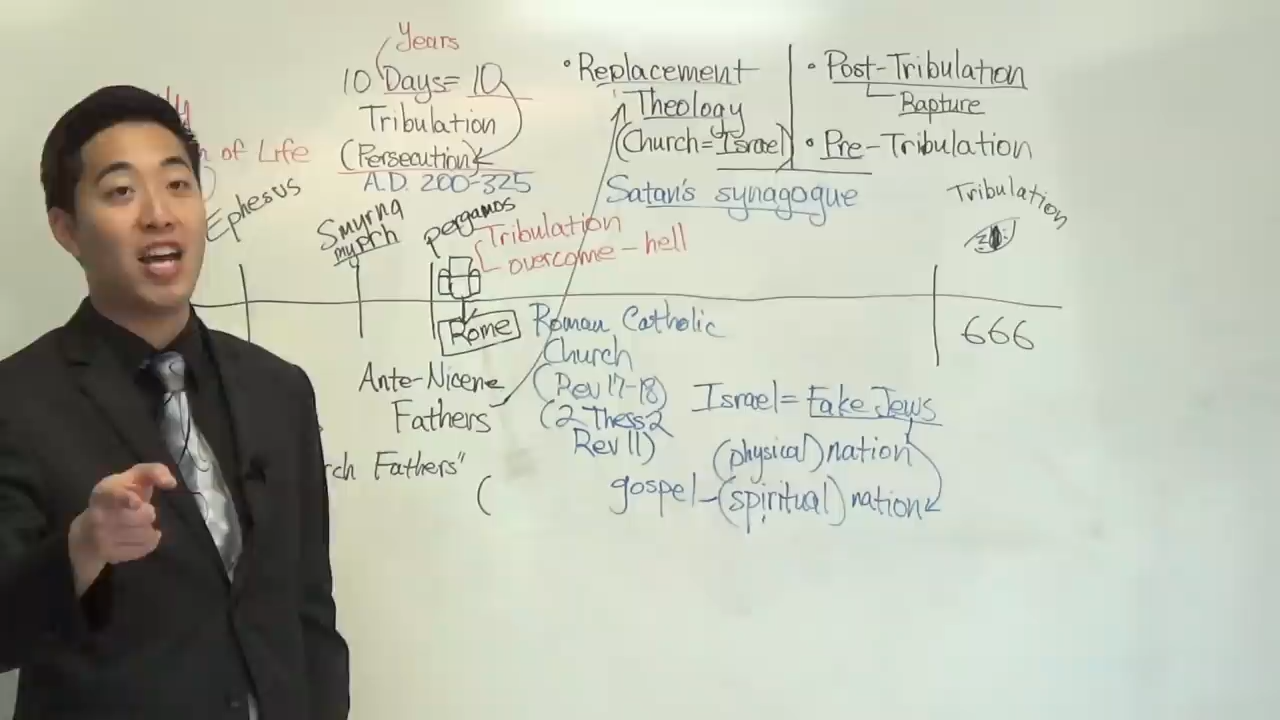 Years
10 Days= 10
Tribulation
(Persecution)
A.D. 200-325
• Replacement
Theology
(Church=Israel)
• Post-Tribulation
Rapture
• Pre-Tribulation
Satan's synagogue
of Life
Ephesus
Smyrna
myrrh
pergamos
Tribulation
overcome-hell
Tribulation
Rome
Roman Catholic
Church
(Rev 17-18)
(2 Thess 2
Rev 11)
666
Ante-Nicene
Fathers
rch Fathers"
(
Israel= Fake Jews
(physical) nation
gospel-(spiritual) nation